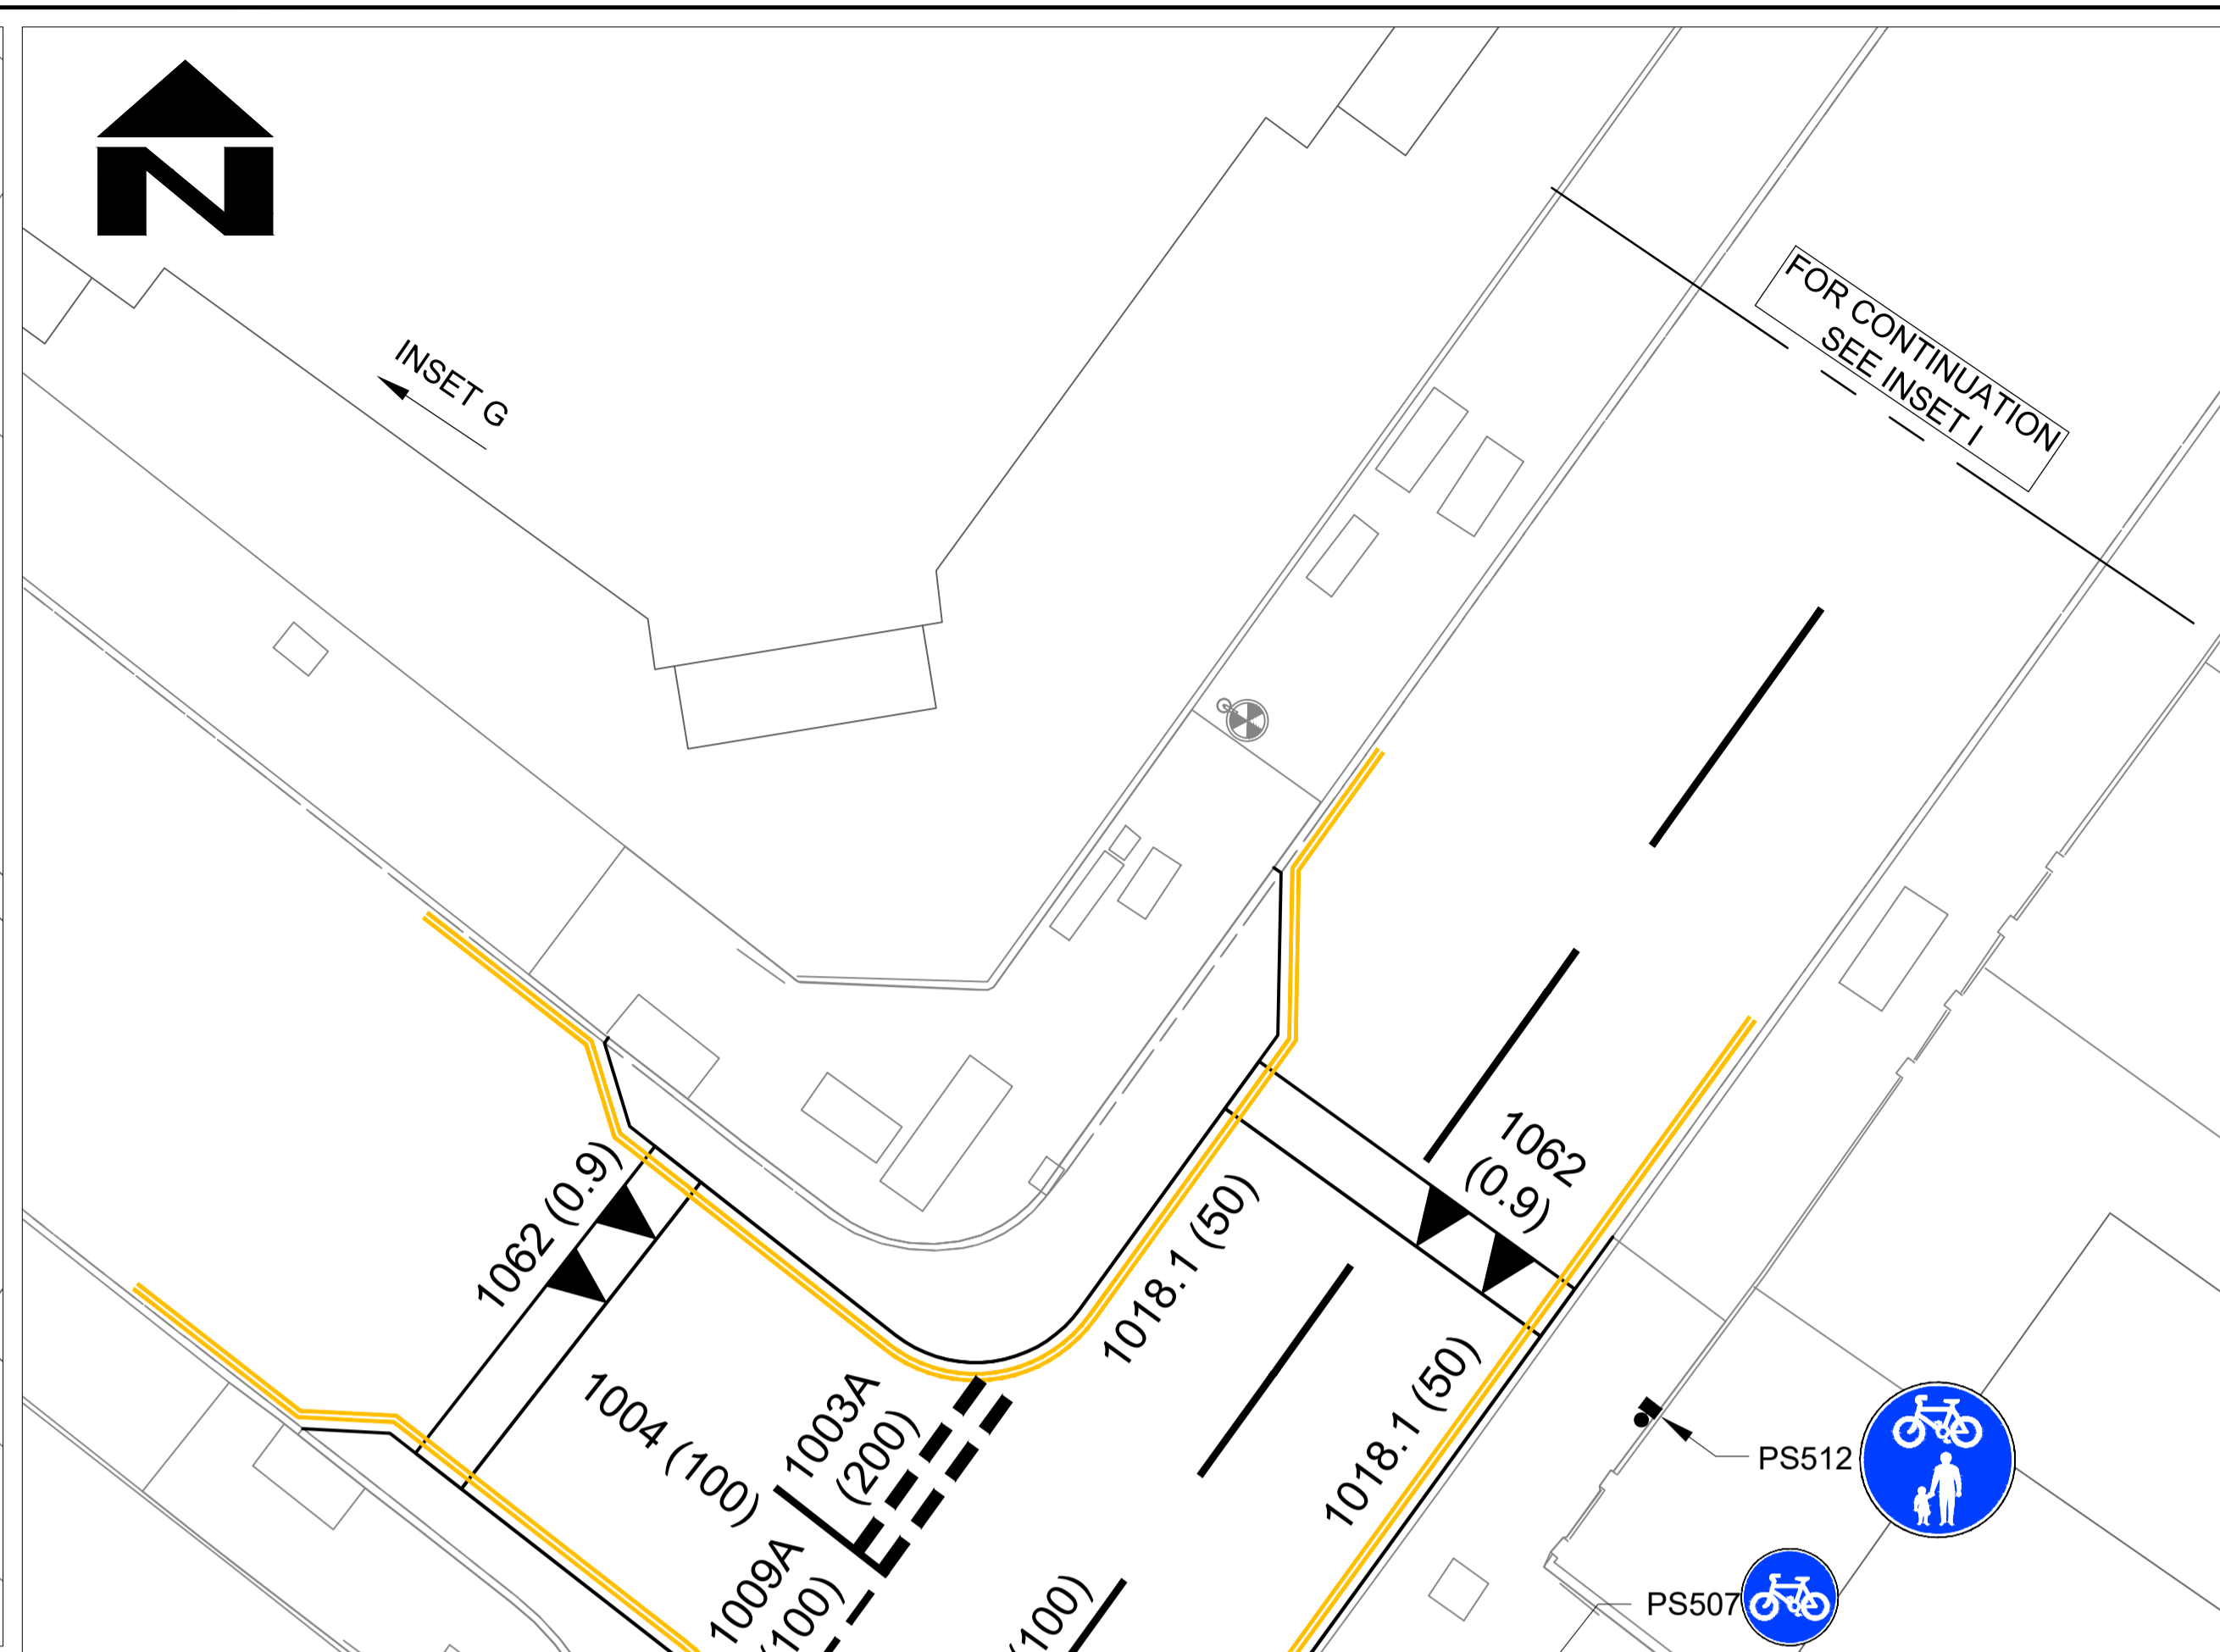 N
FOR CONTINUATION
SEE INSET I
INSET G
1062 (0.9)
1062
(0.9)
1018.1 (50)
1018.1 (50)
1004 (100)
1003A
(200)
1009A
(100)
(100)
PS512
PS507